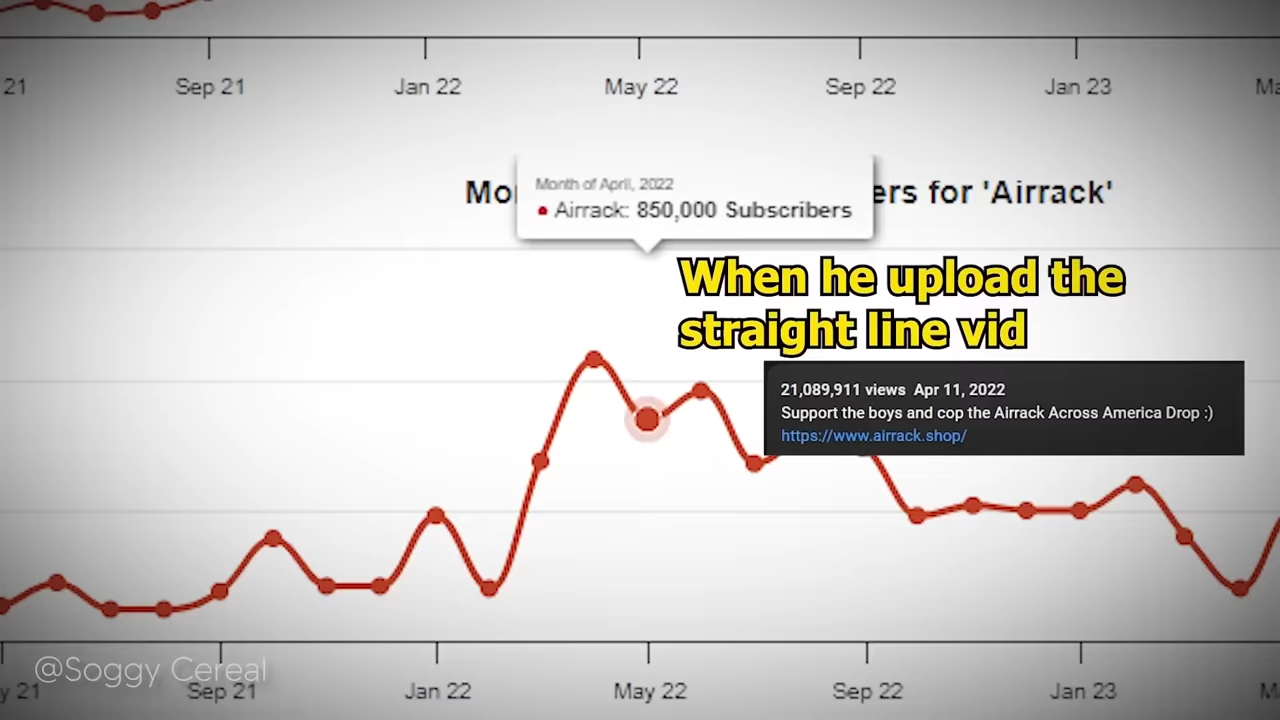 21 Sep 21 Jan 22 May 22 Sep 22 Jan 23 Ma
Month of April, 2022
Airrack: 850,000 Subscribers
Mo ers for 'Airrack'
When he upload the
straight line vid
21,089,911 views Apr 11, 2022
Support the boys and cop the Airrack Across America Drop :)
https://www.airrack.shop/
@Soggy Cereal
y 21 Sep 21 Jan 22 May 22 Sep 22 Jan 23 M